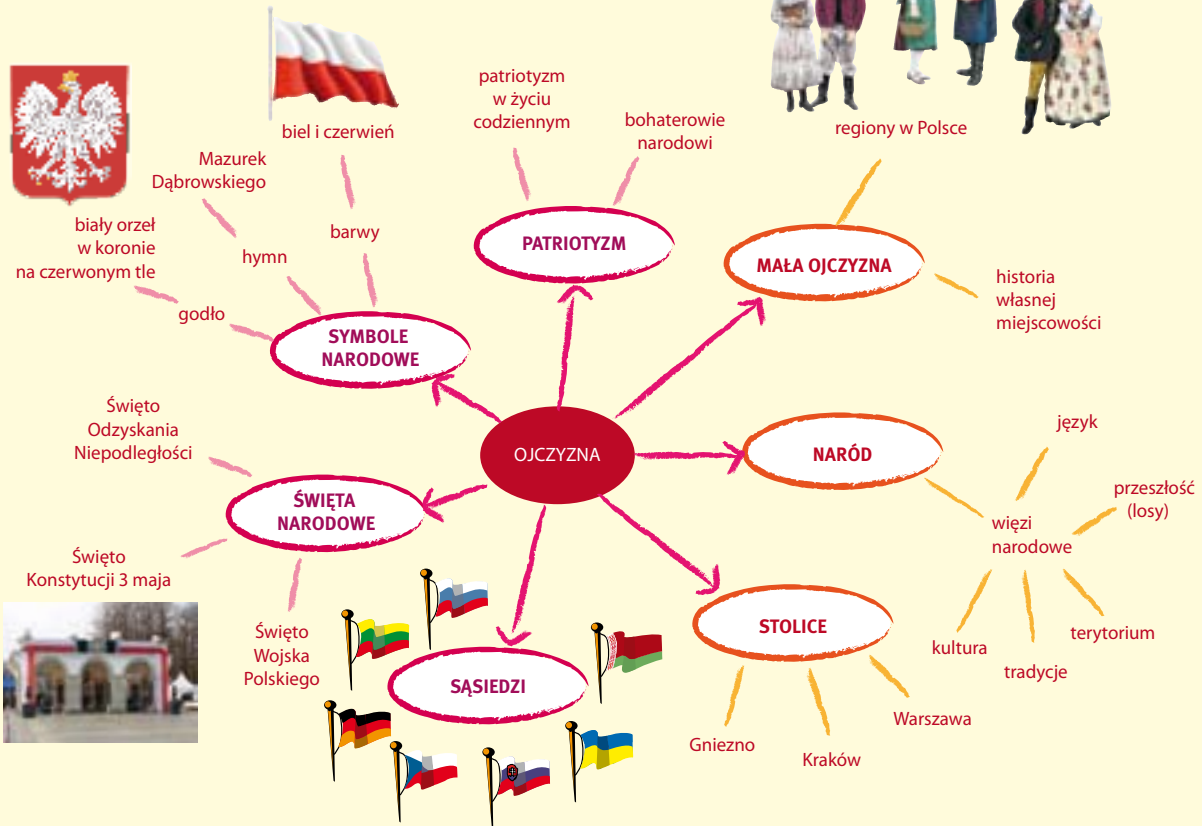 biel i czerwień
patriotyzm
w życiu
codziennym
bohaterowie
narodowi
regiony w Polsce
Mazurek
Dąbrowskiego
biały orzeł
w koronie
na czerwonym tle
hymn
barwy
godło
SYMBOLE
NARODOWE
PATRIOTYZM
MAŁA OJCZYZNA
historia
własnej
miejscowości
Święto
Odzyskania
Niepodległości
OJCZYZNA
NARÓD
język
przeszłość
(losy)
więzi
narodowe
ŚWIĘTA
NARODOWE
Święto
Konstytucji 3 maja
Święto
Wojska
Polskiego
SĄSIEDZI
STOLICE
kultura
tradycje
terytorium
Gniezno
Kraków
Warszawa